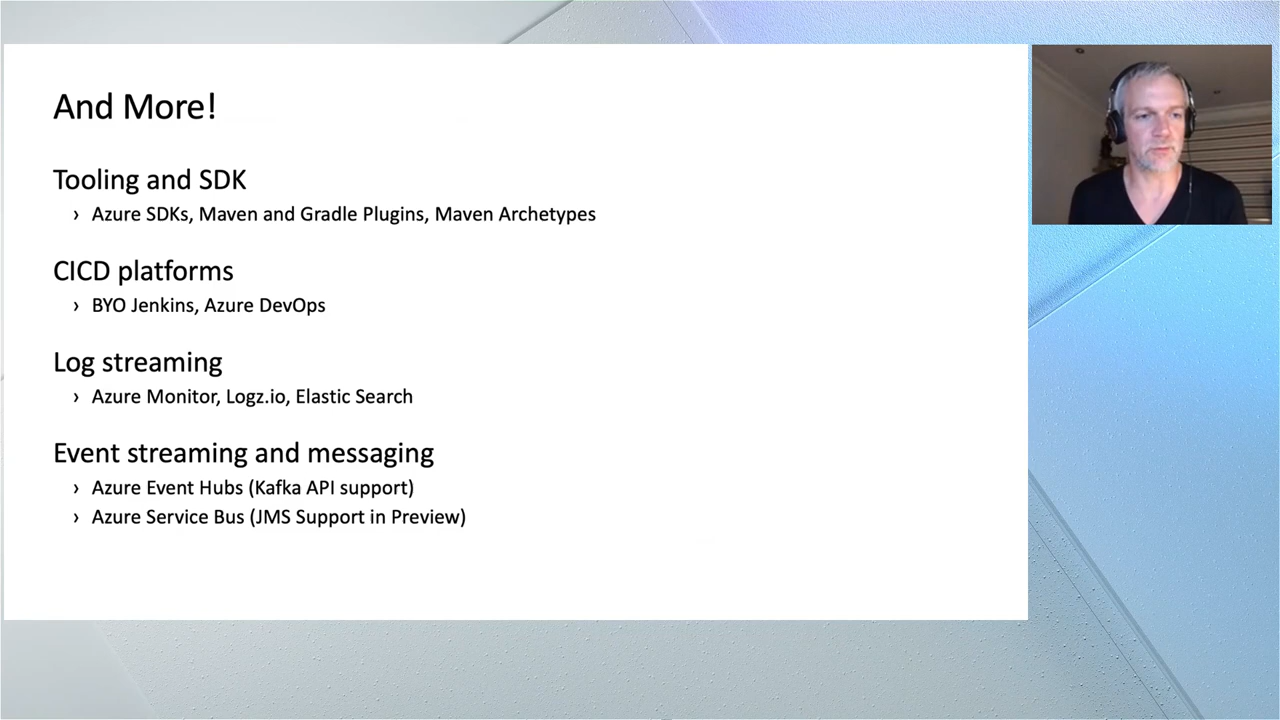 And More!
Tooling and SDK
› Azure SDKs, Maven and Gradle Plugins, Maven Archetypes
CICD platforms
› BYO Jenkins, Azure DevOps
Log streaming
› Azure Monitor, Logz.io, Elastic Search
Event streaming and messaging
› Azure Event Hubs (Kafka API support)
› Azure Service Bus (JMS Support in Preview)